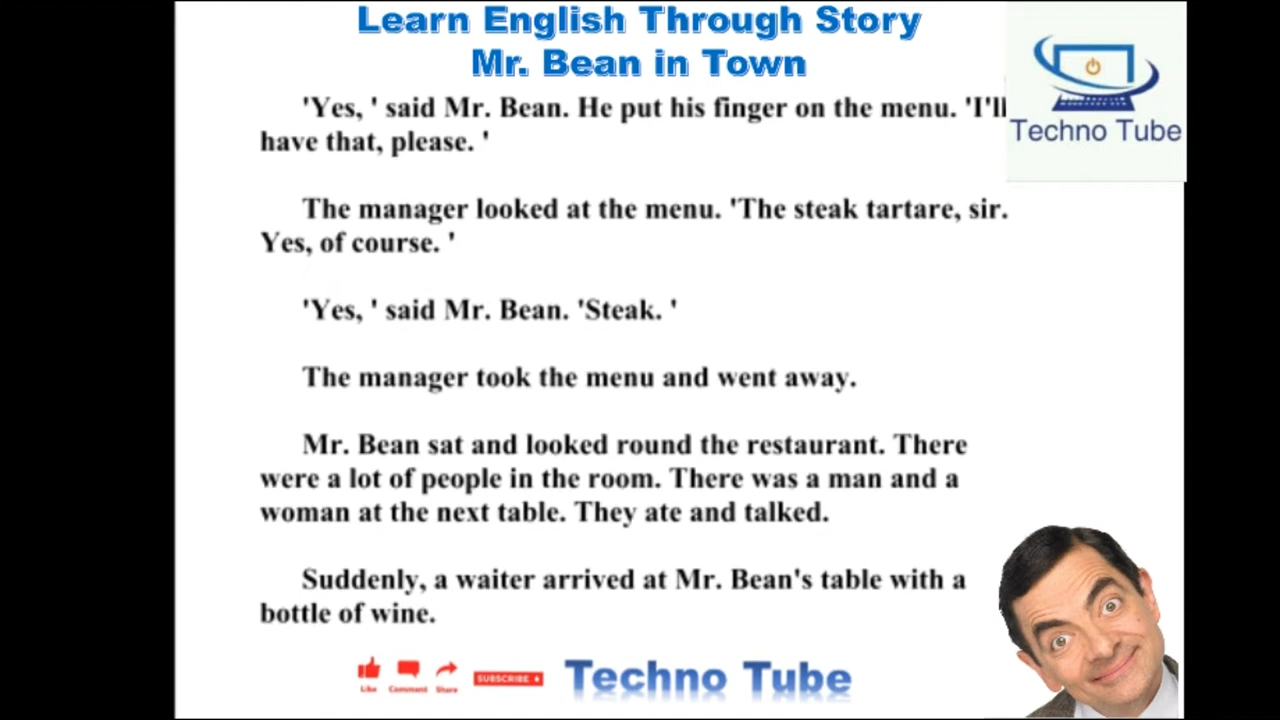 Learn English Through Story
Mr. Bean in Town
Techno Tube
'Yes, ' said Mr. Bean. He put his finger on the menu. 'I'll
have that, please. '
The manager looked at the menu. 'The steak tartare, sir.
Yes, of course. '
'Yes, ' said Mr. Bean. 'Steak. '
The manager took the menu and went away.
Mr. Bean sat and looked round the restaurant. There
were a lot of people in the room. There was a man and a
woman at the next table. They ate and talked.
Suddenly, a waiter arrived at Mr. Bean's table with a
bottle of wine.
Like Comment Share SUBSCRIBE Techno Tube